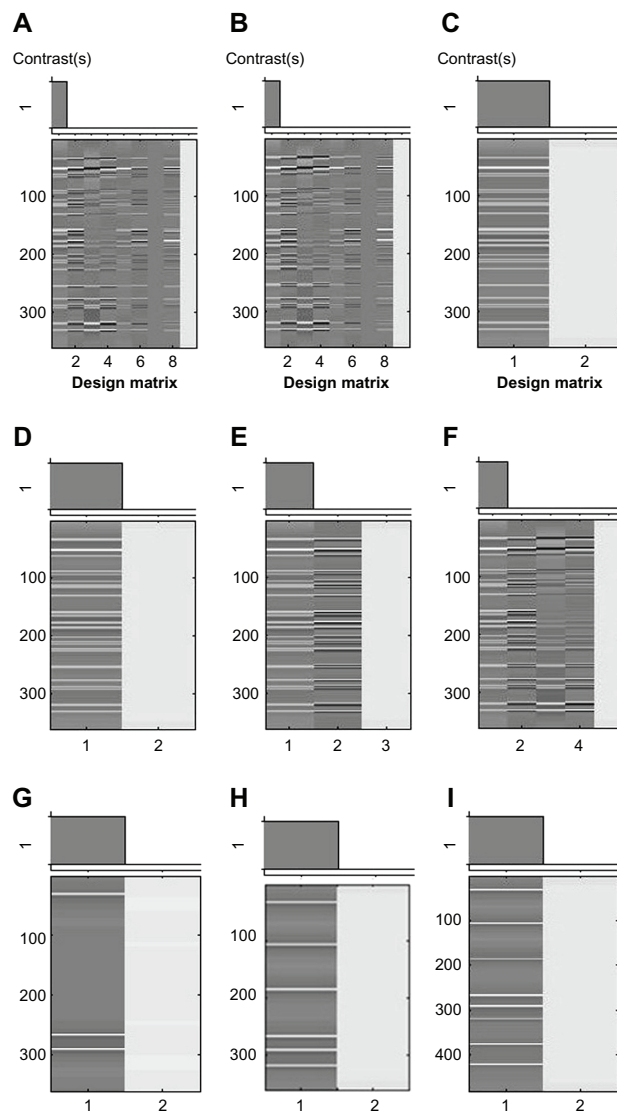 A B C
Contrast(s) Contrast(s) Contrast(s)
1 1 1
100 100 100
200 200 200
300 300 300
2 4 6 8 2 4 6 8 1 2
Design matrix Design matrix Design matrix
D E F
1 1 1
100 100 100
200 200 200
300 300 300
1 2 1 2 3 2 4
G H I
1 1 1
100 100 100
200 200 200
300 300 300
400
1 2 1 2 1 2